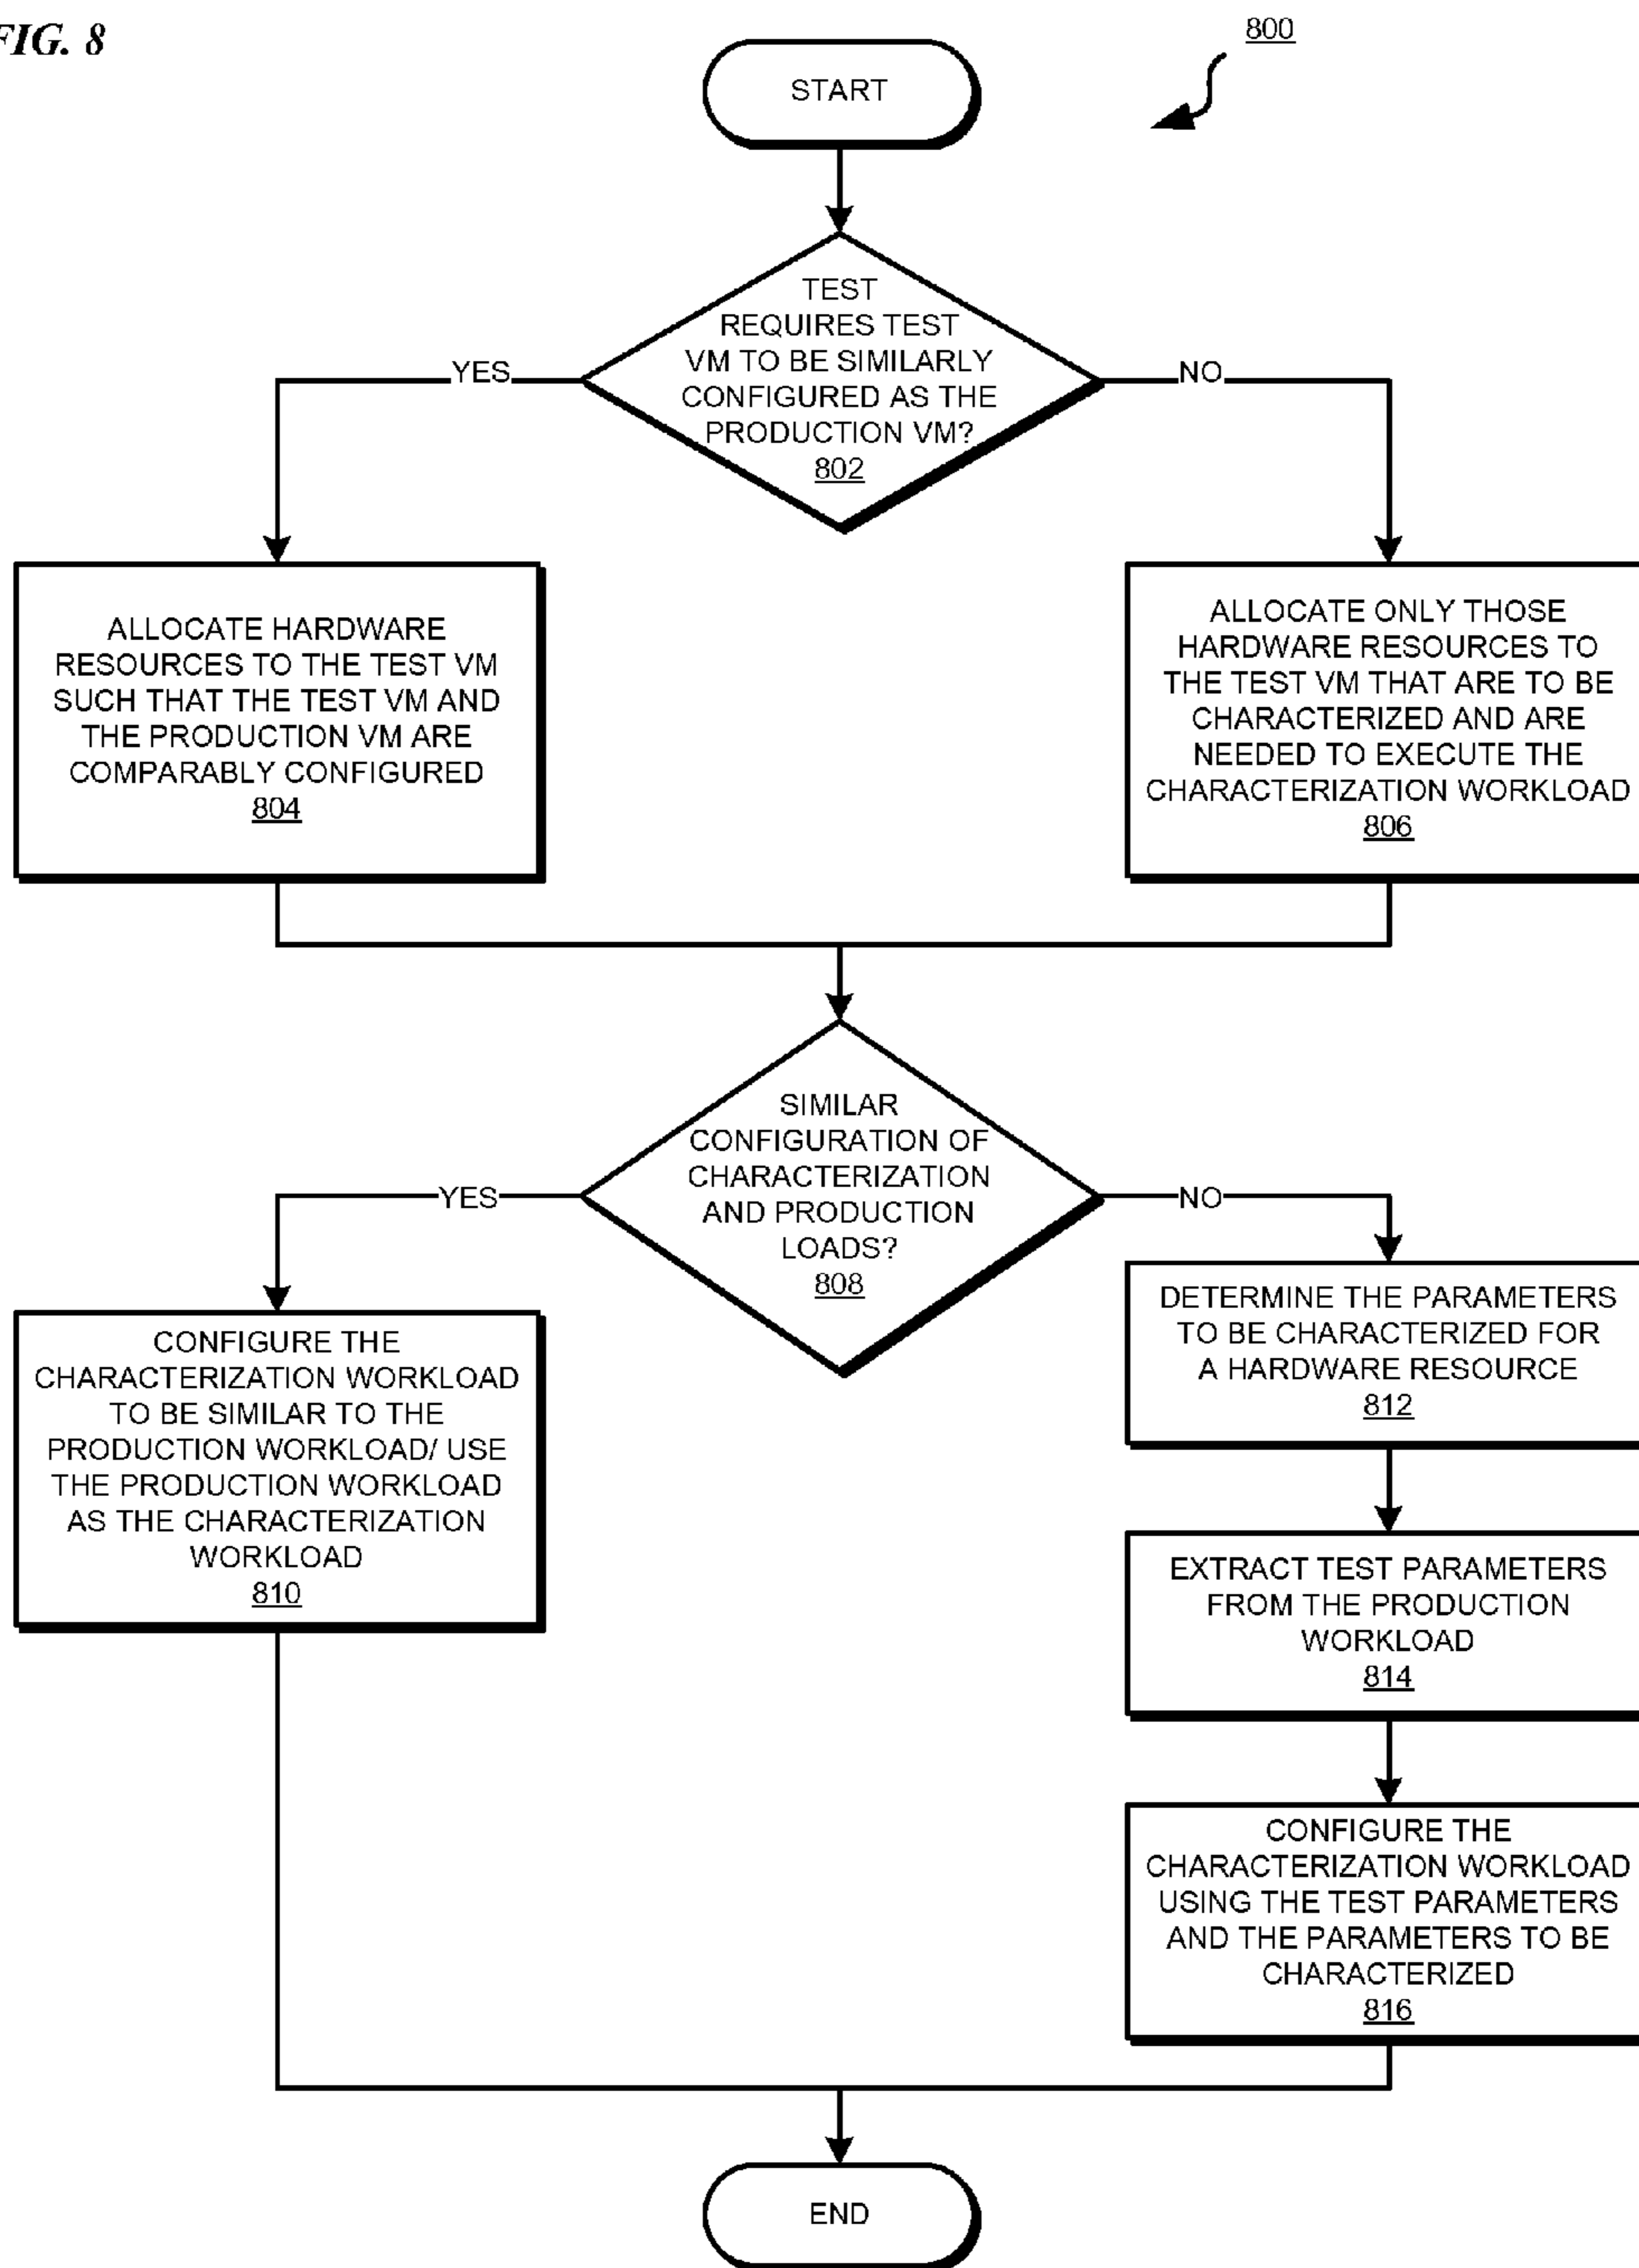 FIG. 8
800
START
TEST
REQUIRES TEST
VM TO BE SIMILARLY
CONFIGURED AS THE
PRODUCTION VM?
802
YES
NO
ALLOCATE HARDWARE
RESOURCES TO THE TEST VM
SUCH THAT THE TEST VM AND
THE PRODUCTION VM ARE
COMPARABLY CONFIGURED
804
ALLOCATE ONLY THOSE
HARDWARE RESOURCES TO
THE TEST VM THAT ARE TO BE
CHARACTERIZED AND ARE
NEEDED TO EXECUTE THE
CHARACTERIZATION WORKLOAD
806
SIMILAR
CONFIGURATION OF
CHARACTERIZATION
AND PRODUCTION
LOADS?
808
YES
NO
CONFIGURE THE
CHARACTERIZATION WORKLOAD
TO BE SIMILAR TO THE
PRODUCTION WORKLOAD/ USE
THE PRODUCTION WORKLOAD
AS THE CHARACTERIZATION
WORKLOAD
810
DETERMINE THE PARAMETERS
TO BE CHARACTERIZED FOR
A HARDWARE RESOURCE
812
EXTRACT TEST PARAMETERS
FROM THE PRODUCTION
WORKLOAD
814
CONFIGURE THE
CHARACTERIZATION WORKLOAD
USING THE TEST PARAMETERS
AND THE PARAMETERS TO BE
CHARACTERIZED
816
END